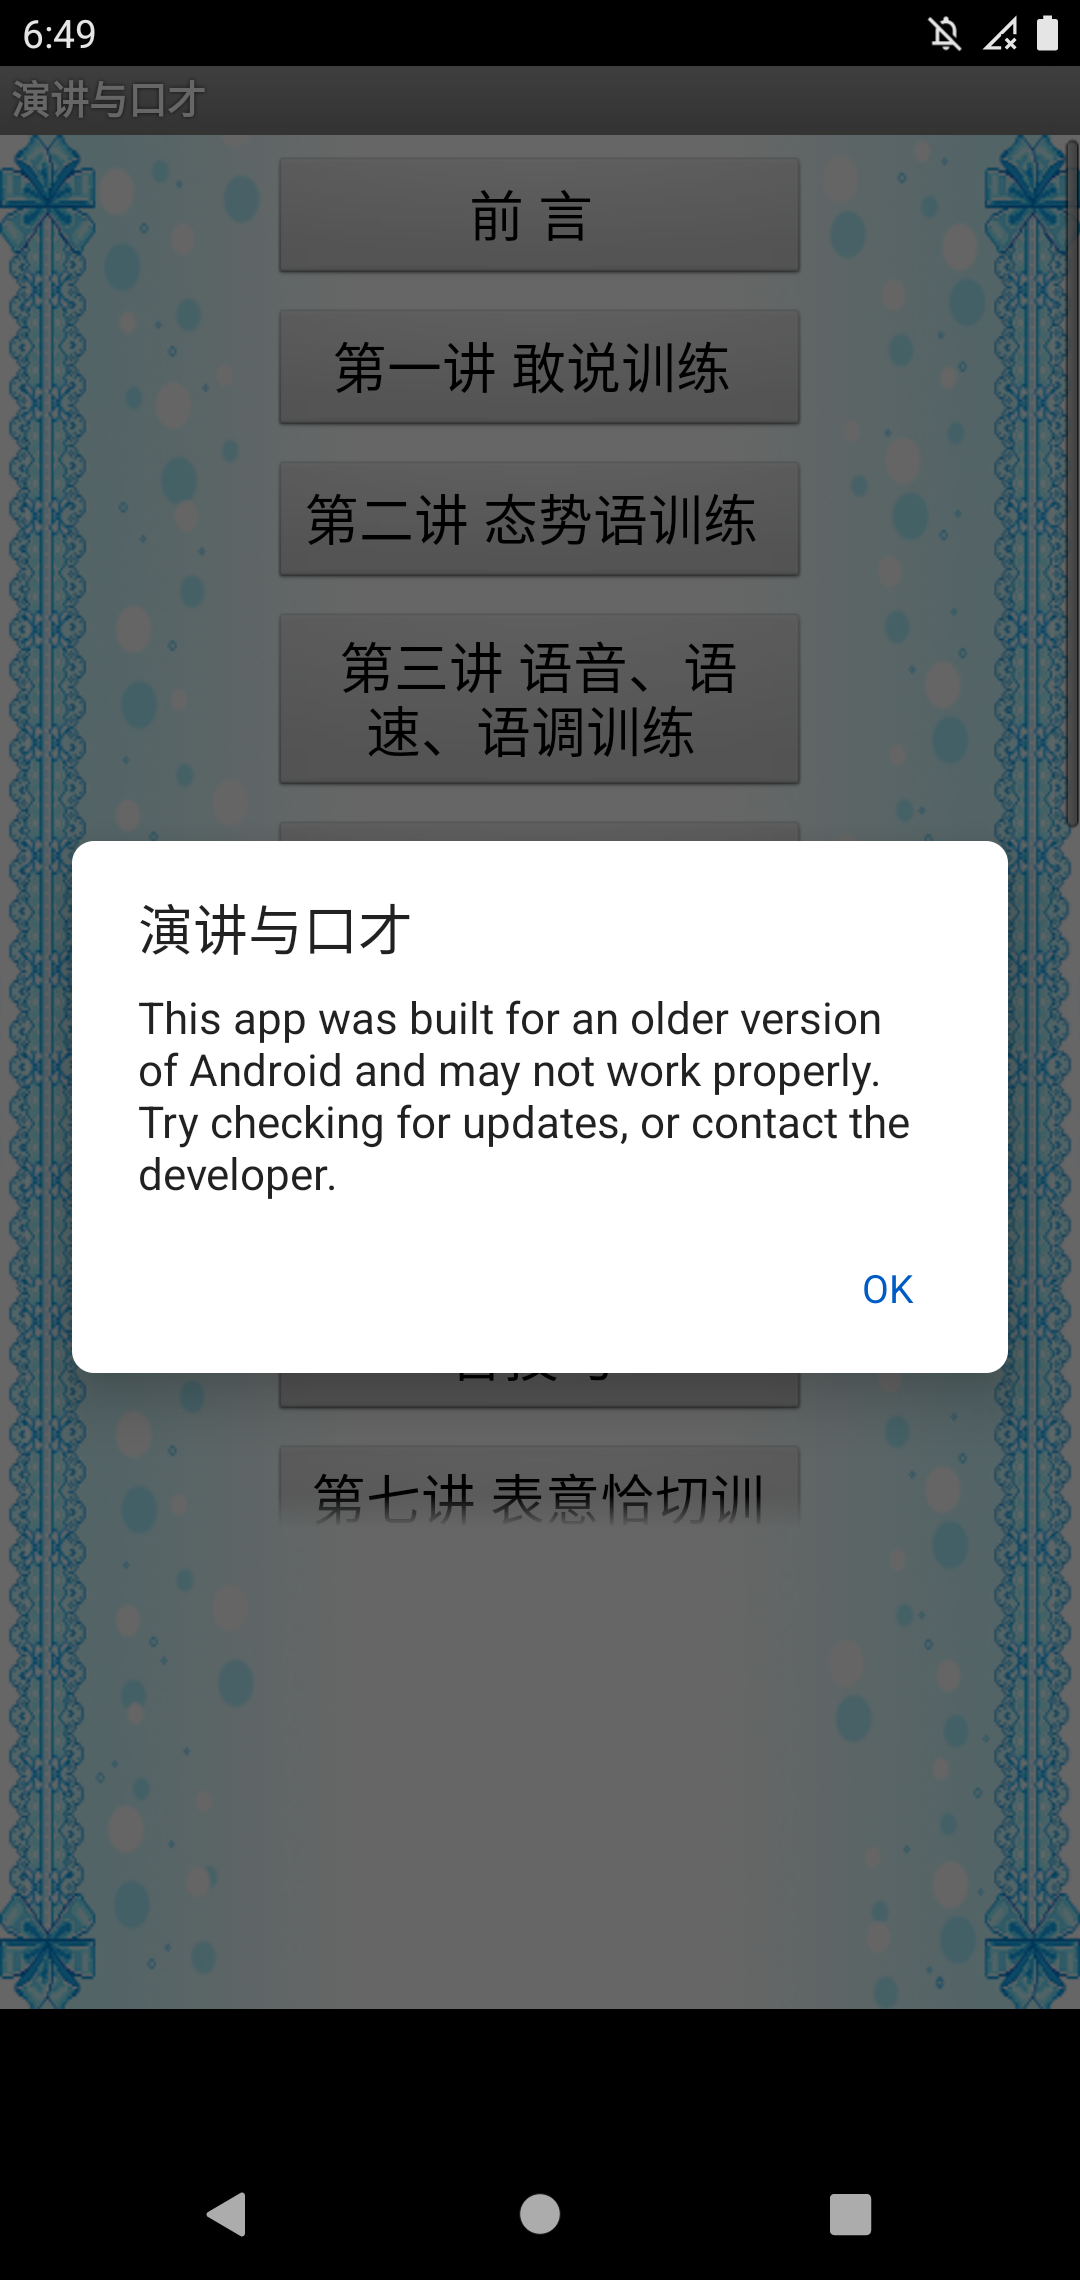 6:49
演讲与口才
前 言
第一讲 敢说训练
第二讲 态势语训练
第三讲 语音、语
速、语调训练
演讲与口才
This app was built for an older version
of Android and may not work properly.
Try checking for updates, or contact the
developer.
OK
第七讲 表意恰切训